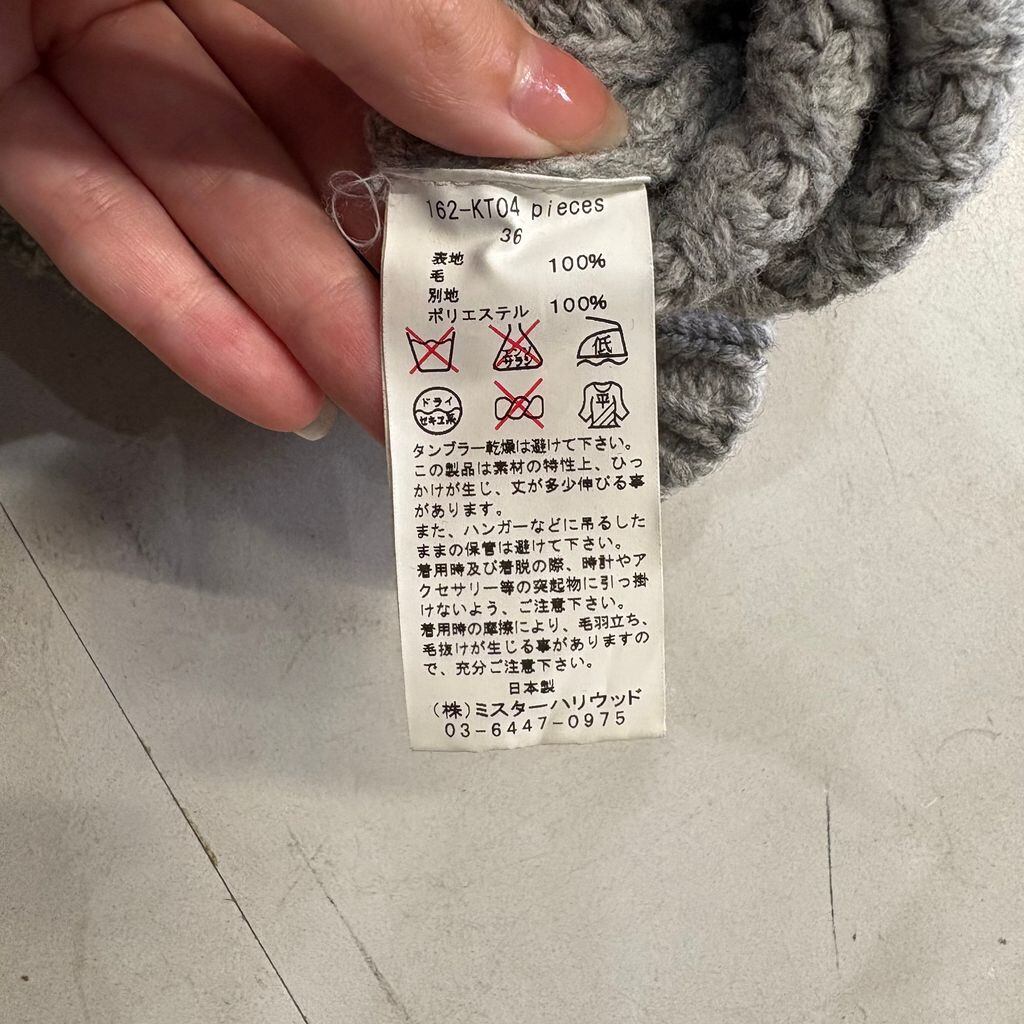 162-KT04 pieces
36
表地
毛 100%
別地
ポリエステル 100%
エンソ 低
サラシ
ドライ 平
セキユ系
タンブラー乾燥は避けて下さい。
この製品は素材の特性上、ひっ
かけが生じ、丈が多少伸びる事
があります。
また、ハンガーなどに吊るした
ままの保管は避けて下さい。
着用時及び着脱の際、時計やア
クセサリー等の突起物に引っ掛
けないよう、ご注意下さい。
着用時の摩擦により、毛羽立ち、
毛抜けが生じる事がありますの
で、充分ご注意下さい。
日本製
(株)ミスターハリウッド
03-6447-0975